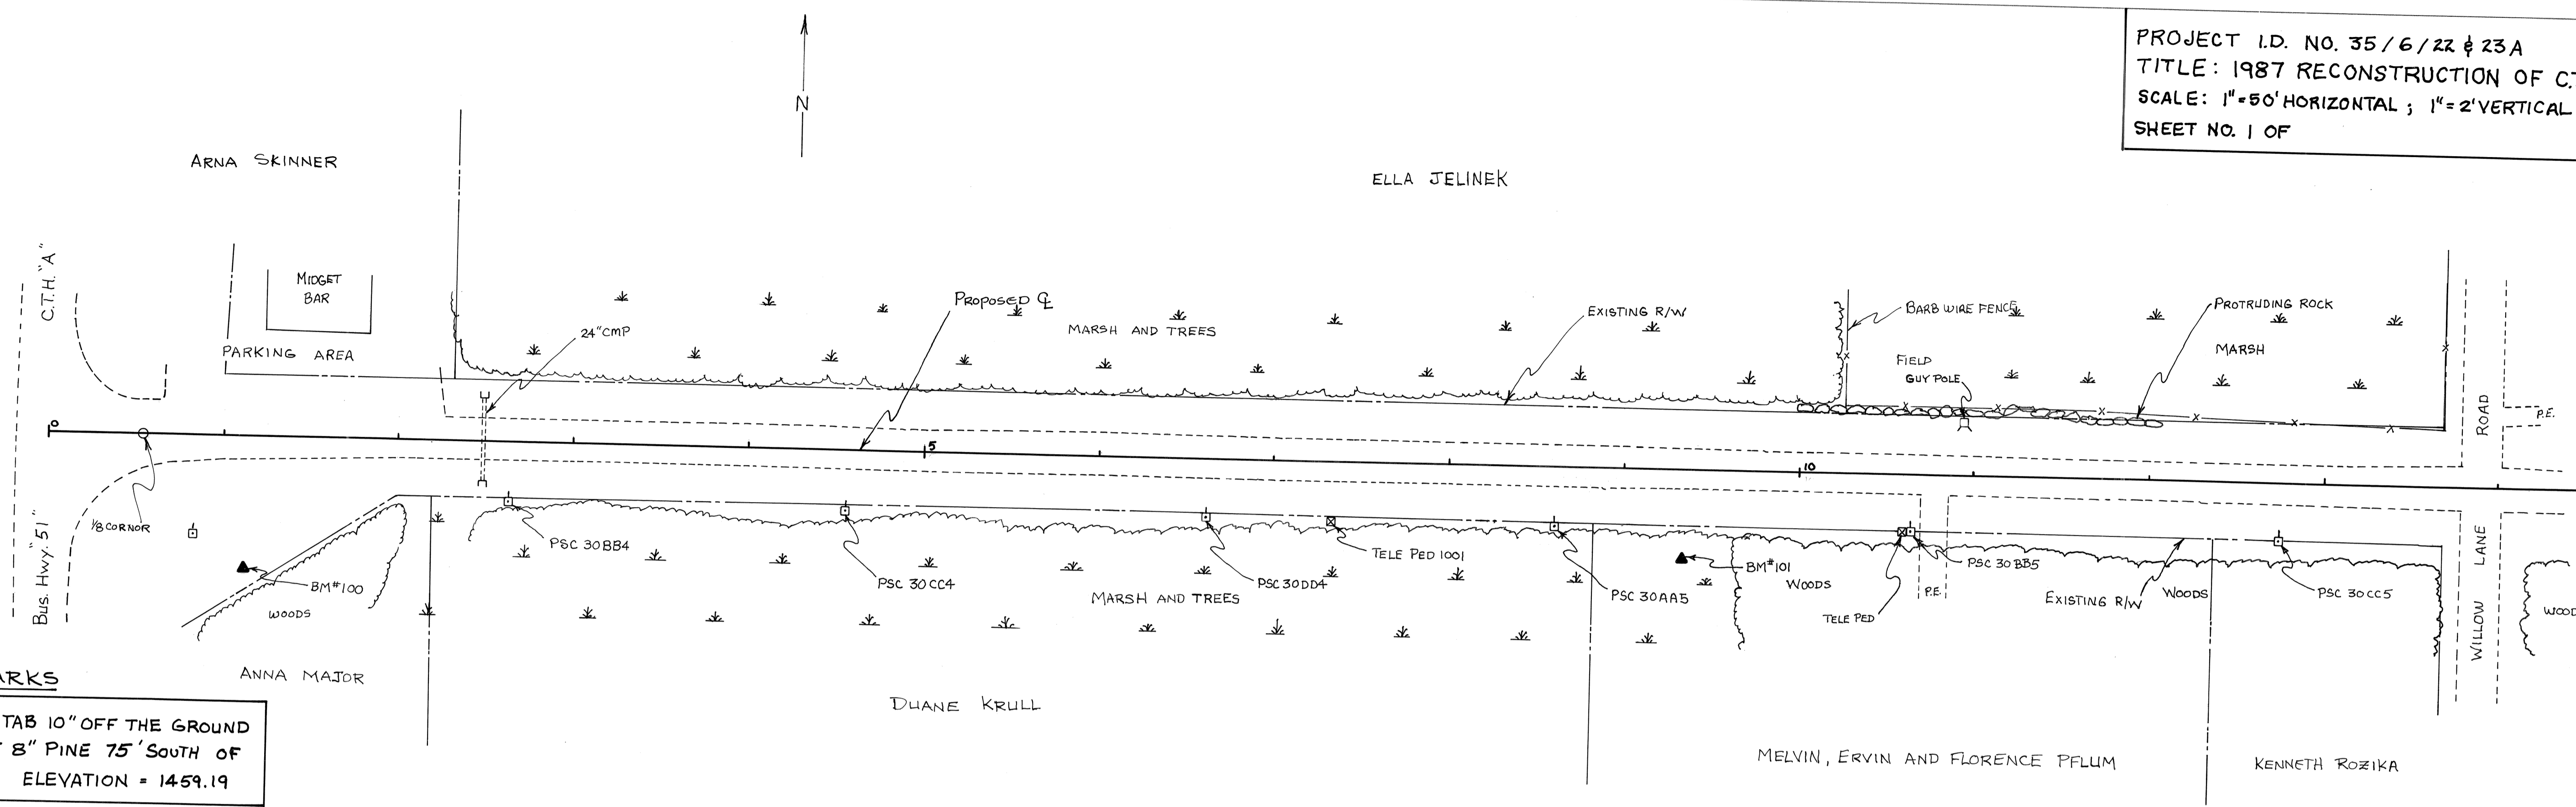 PROJECT I.D. NO. 35/6/22 & 23A
TITLE: 1987 RECONSTRUCTION OF C.T
SCALE: 1"=50' HORIZONTAL; 1"=2' VERTICAL
SHEET NO. 1 OF
N
ARNA SKINNER
ELLA JELINEK
C.T.H. "A"
MIDGET
BAR
PARKING AREA
24" CMP
PROPOSED ℄
MARSH AND TREES
EXISTING R/W
BARB WIRE FENCE
PROTRUDING ROCK
FIELD
GUY POLE
MARSH
ROAD
P.E.
0
5
10
1/8 CORNOR
BUS. HWY. "51"
BM#100
WOODS
PSC 30BB4
PSC 30CC4
PSC 30DD4
TELE PED 1001
MARSH AND TREES
PSC 30AA5
BM#101
WOODS
TELE PED
PSC 30BB5
P.E.
EXISTING R/W
WOODS
PSC 30CC5
WILLOW LANE
WOOD
ANNA MAJOR
DUANE KRULL
MELVIN, ERVIN AND FLORENCE PFLUM
KENNETH ROZIKA
ARKS
TAB 10" OFF THE GROUND
8" PINE 75' SOUTH OF
ELEVATION = 1459.19